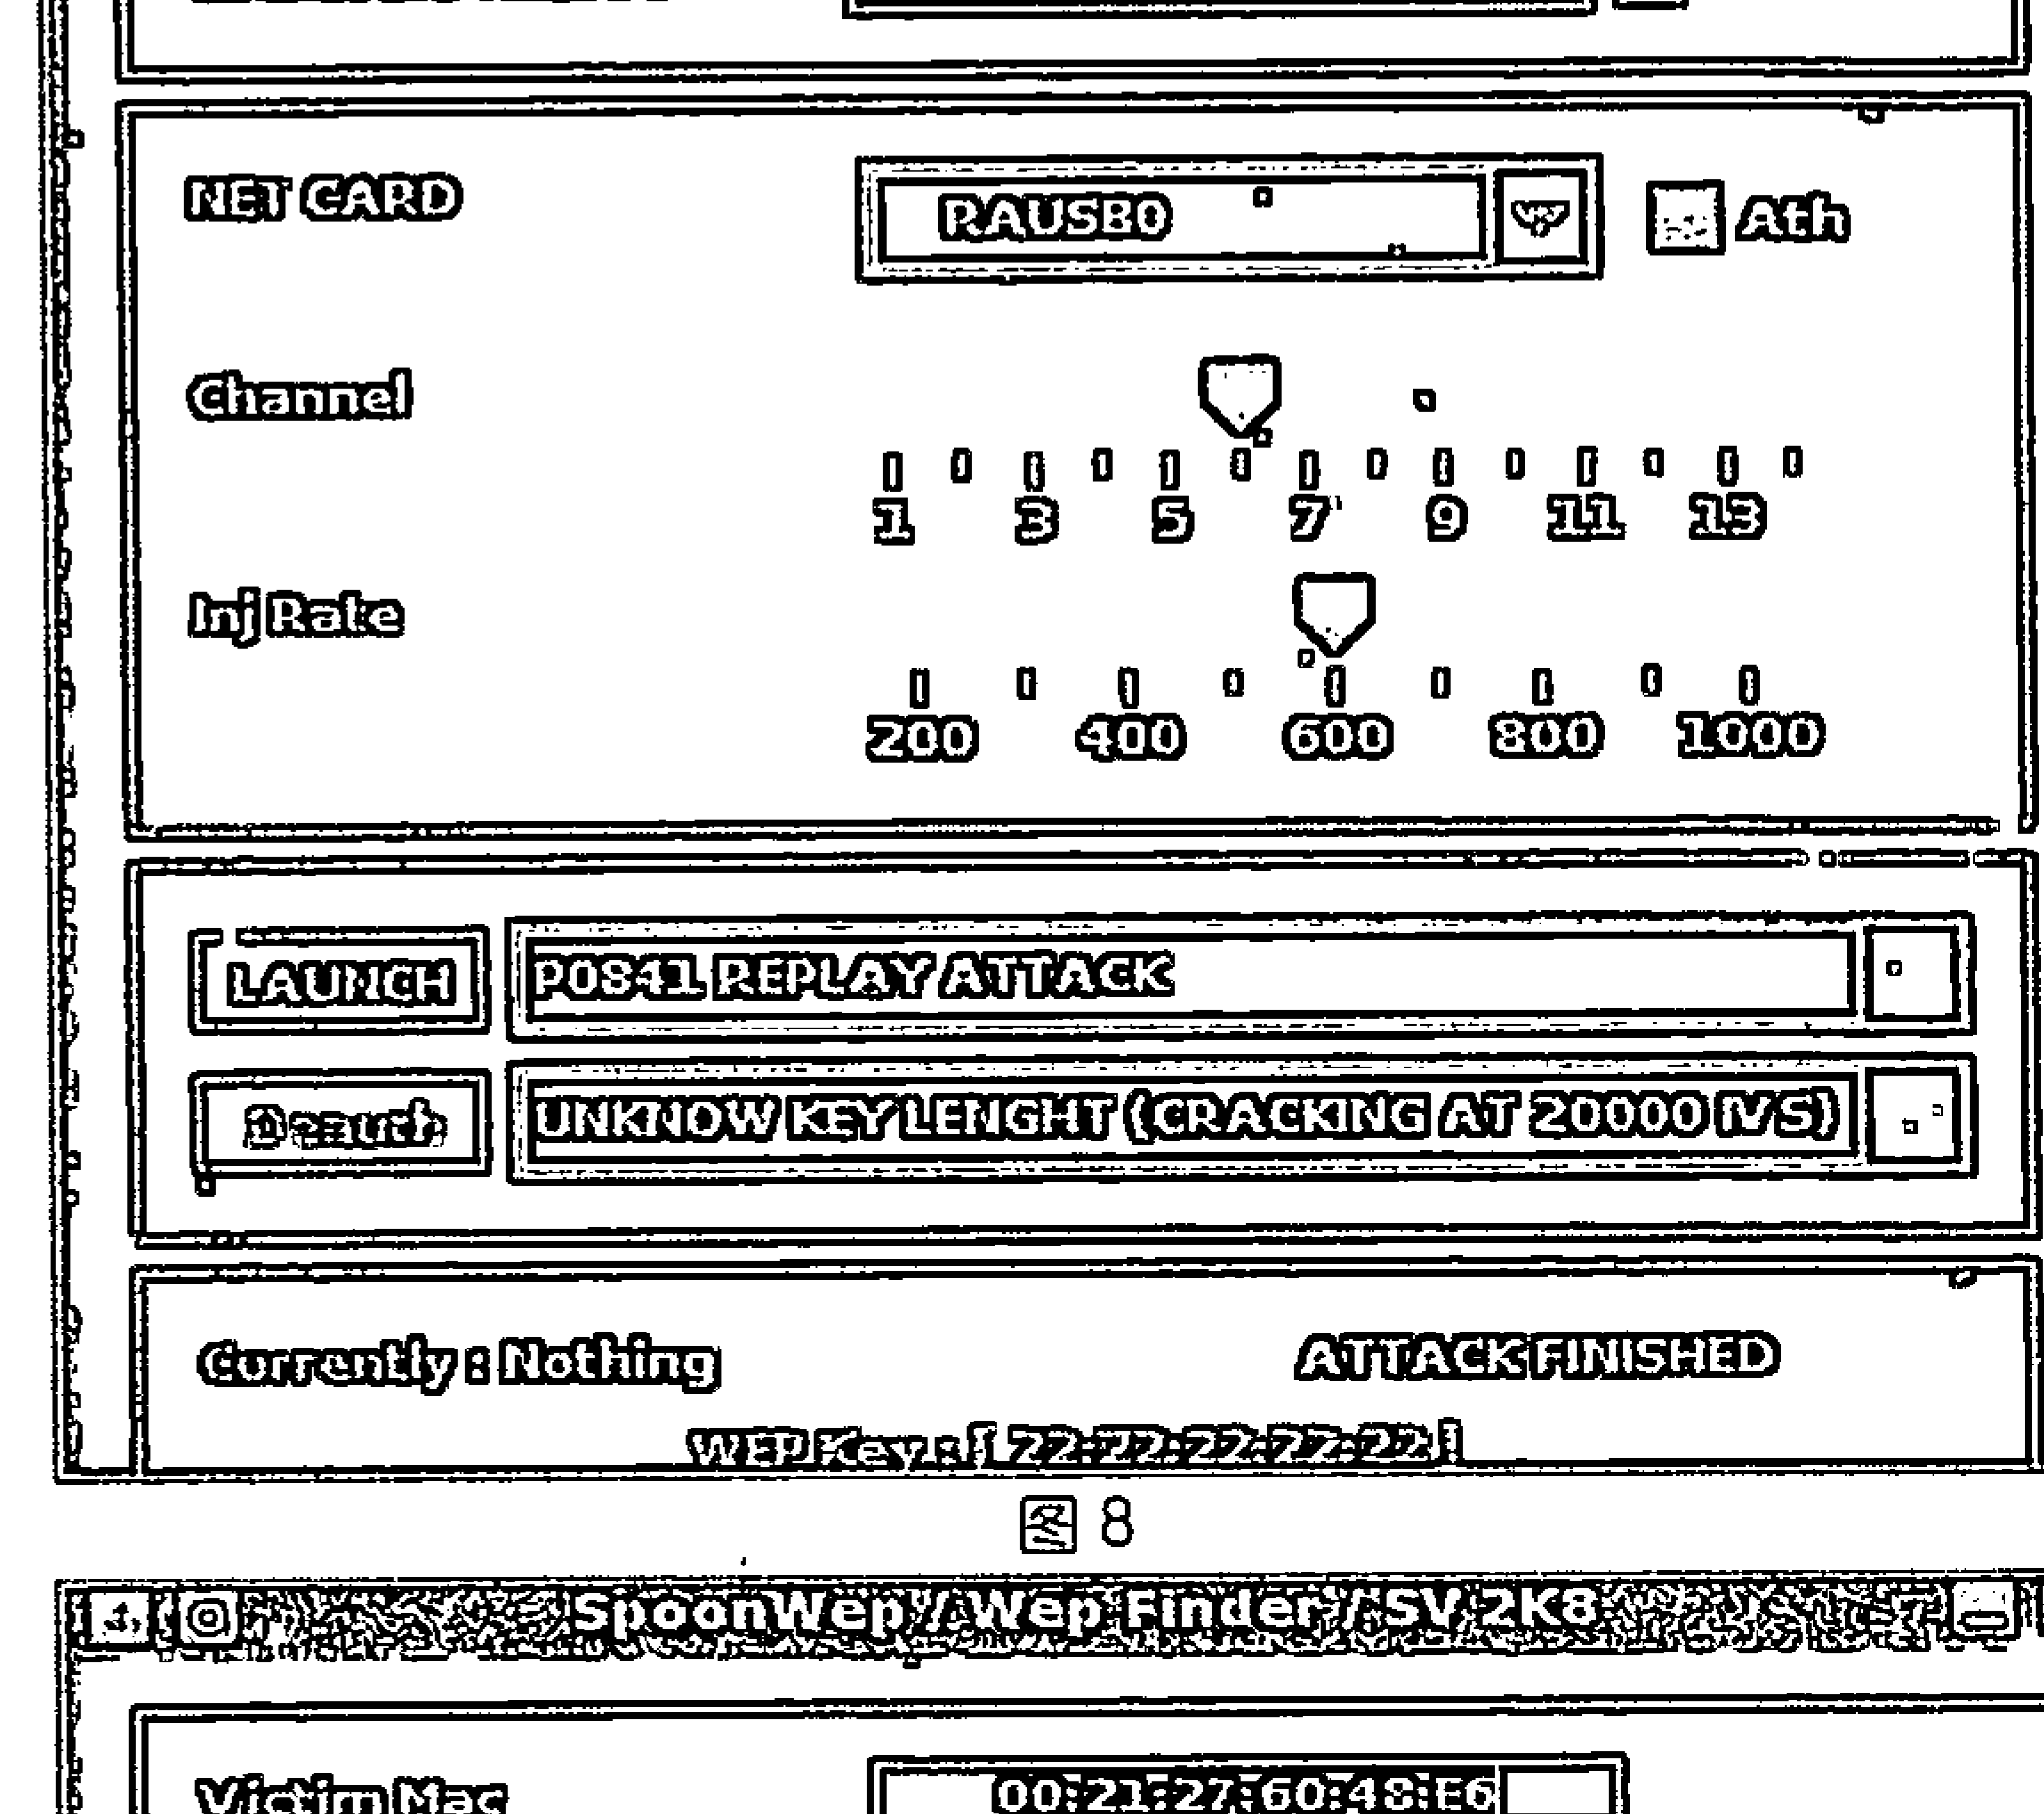 NET CARD RAUSB0 Ath
Channel
1 3 5 7 9 11 13
Inj Rate
200 400 600 800 1000
LAUNCH P0841 REPLAY ATTACK
Deauth UNKNOW KEY LENGHT (CRACKING AT 20000 IVS)
Currently : Nothing ATTACK FINISHED
WEP Key : [ 22:22:22:22:22 ]
图 8
SpoonWep / Wep Finder / SV 2K8
Victim Mac 00:21:27:60:48:E6